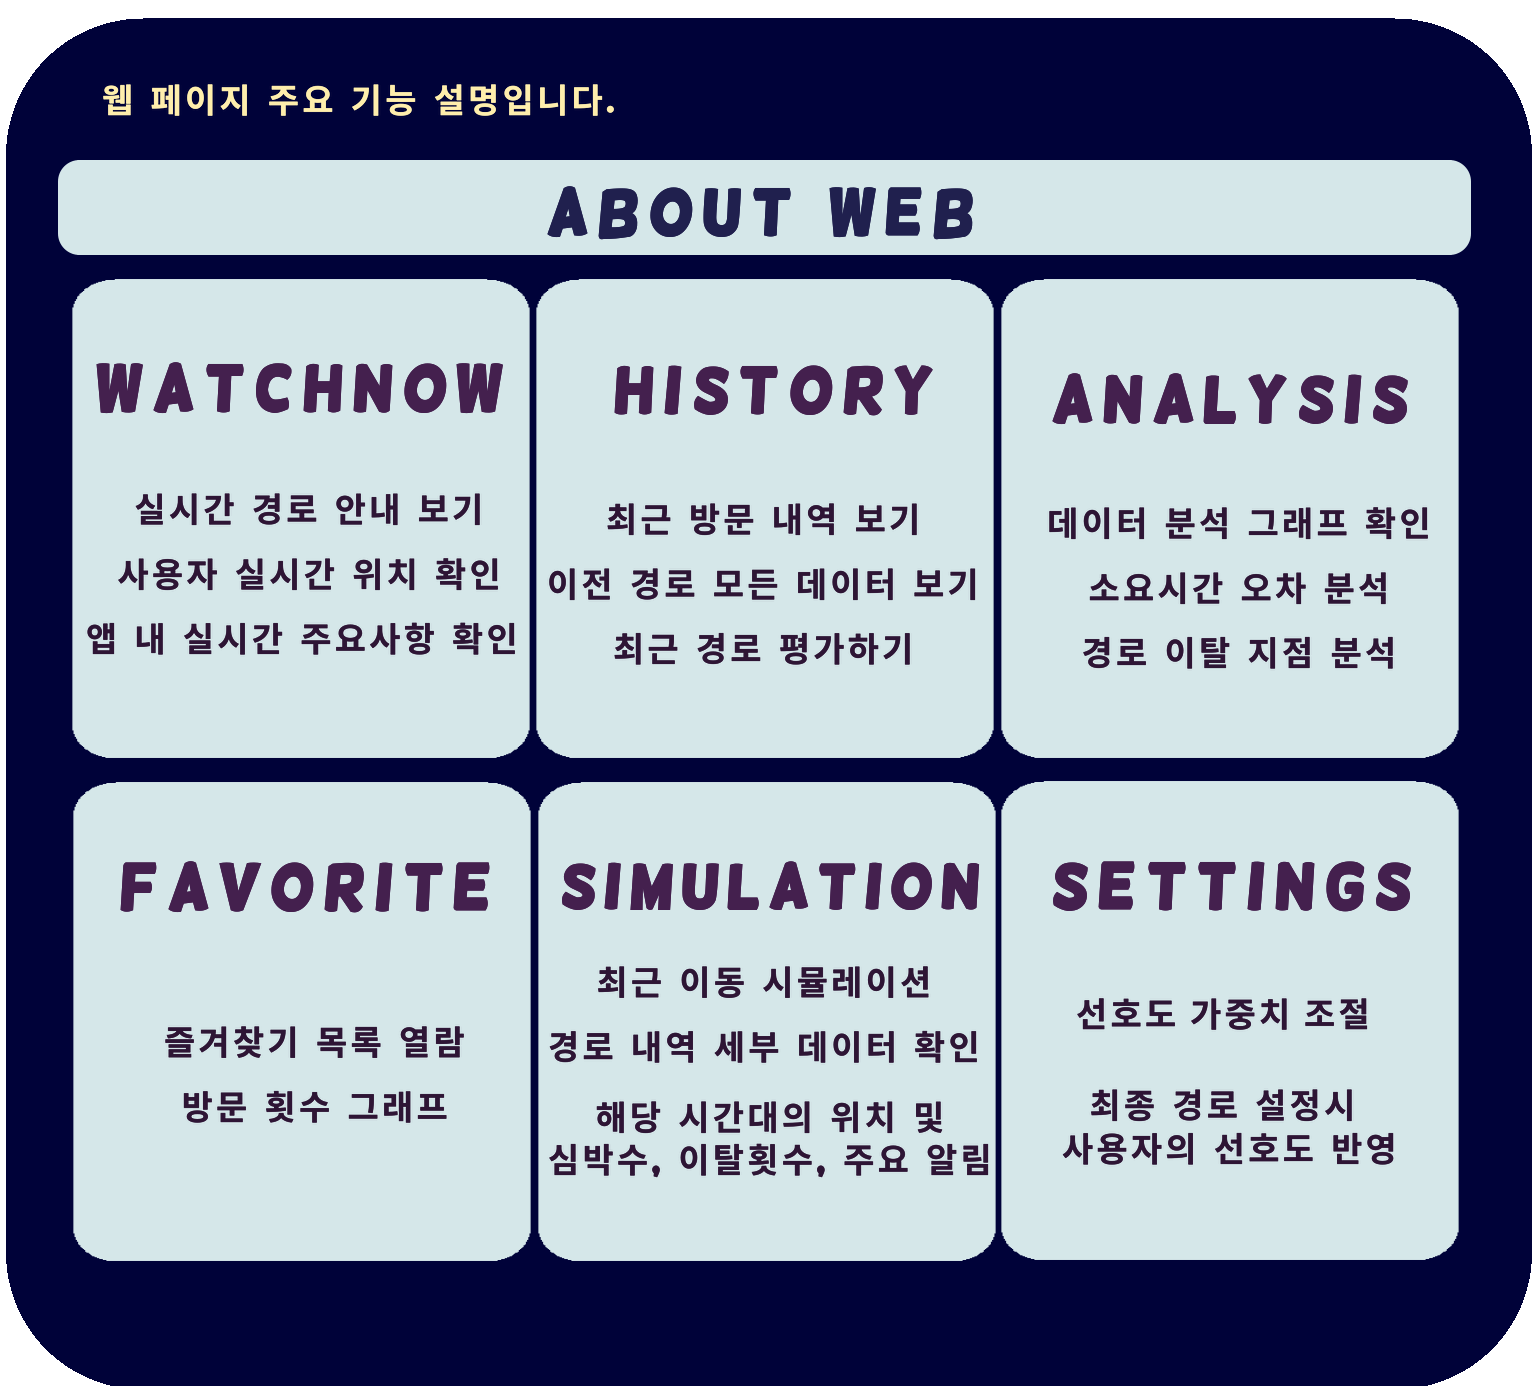 웹 페이지 주요 기능 설명입니다.
ABOUT WEB
WATCHNOW
실시간 경로 안내 보기
사용자 실시간 위치 확인
앱 내 실시간 주요사항 확인
HISTORY
최근 방문 내역 보기
이전 경로 모든 데이터 보기
최근 경로 평가하기
ANALYSIS
데이터 분석 그래프 확인
소요시간 오차 분석
경로 이탈 지점 분석
FAVORITE
즐겨찾기 목록 열람
방문 횟수 그래프
SIMULATION
최근 이동 시뮬레이션
경로 내역 세부 데이터 확인
해당 시간대의 위치 및
심박수, 이탈횟수, 주요 알림
SETTINGS
선호도 가중치 조절
최종 경로 설정시
사용자의 선호도 반영